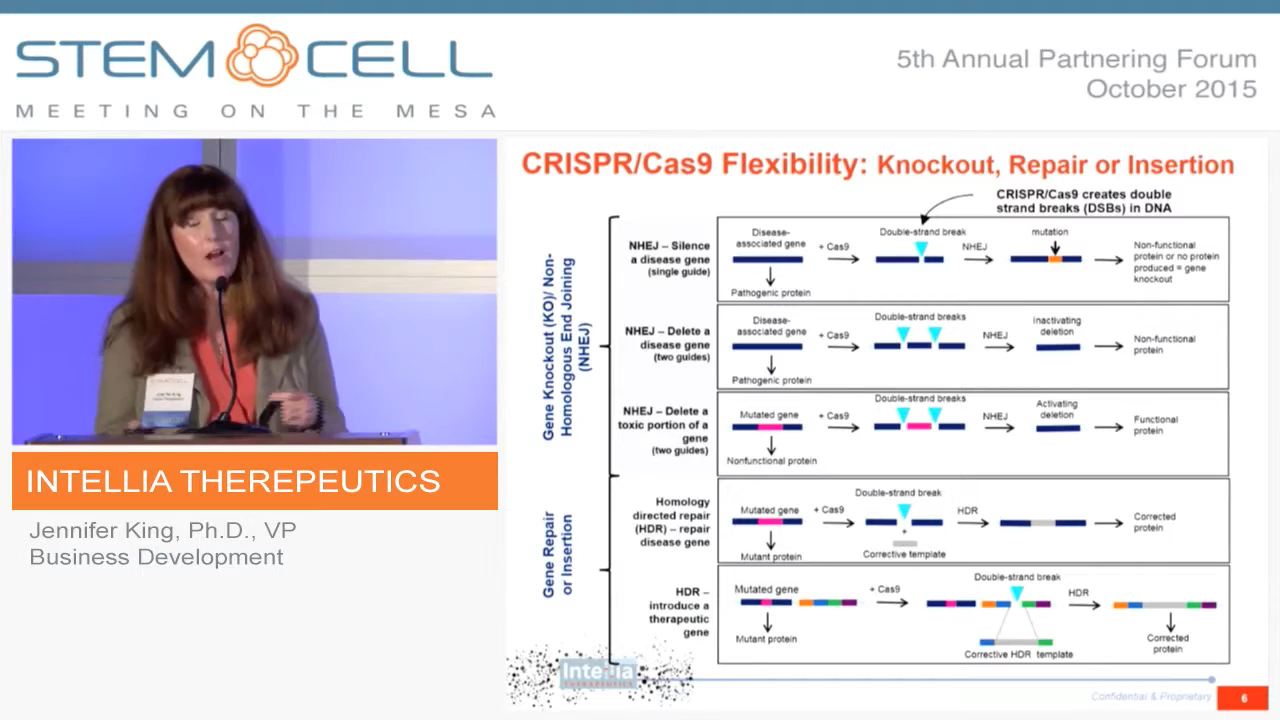 STEM CELL
MEETING ON THE MESA
5th Annual Partnering Forum
October 2015
INTELLIA THEREPEUTICS
Jennifer King, Ph.D., VP
Business Development
CRISPR/Cas9 Flexibility: Knockout, Repair or Insertion
CRISPR/Cas9 creates double
strand breaks (DSBs) in DNA
Gene Knockout (KO)/ Non-
Homologous End Joining
(NHEJ)
NHEJ – Silence
a disease gene
(single guide)
Disease-
associated gene
+ Cas9
Double-strand break
NHEJ
mutation
Pathogenic protein
Non-functional
protein or no protein
produced = gene
knockout
NHEJ – Delete a
disease gene
(two guides)
Disease-
associated gene
+ Cas9
Double-strand breaks
NHEJ
Inactivating
deletion
Pathogenic protein
Non-functional
protein
NHEJ – Delete a
toxic portion of a
gene
(two guides)
Mutated gene
+ Cas9
Double-strand breaks
NHEJ
Activating
deletion
Nonfunctional protein
Functional
protein
Gene Repair
or Insertion
Homology
directed repair
(HDR) – repair
disease gene
Mutated gene
+ Cas9
Double-strand break
+
Corrective template
HDR
Mutant protein
Corrected
protein
HDR –
introduce a
therapeutic
gene
Mutated gene
+ Cas9
Double-strand break
HDR
Mutant protein
Corrective HDR template
Corrected
protein
Intellia
THERAPEUTICS
Confidential & Proprietary
6